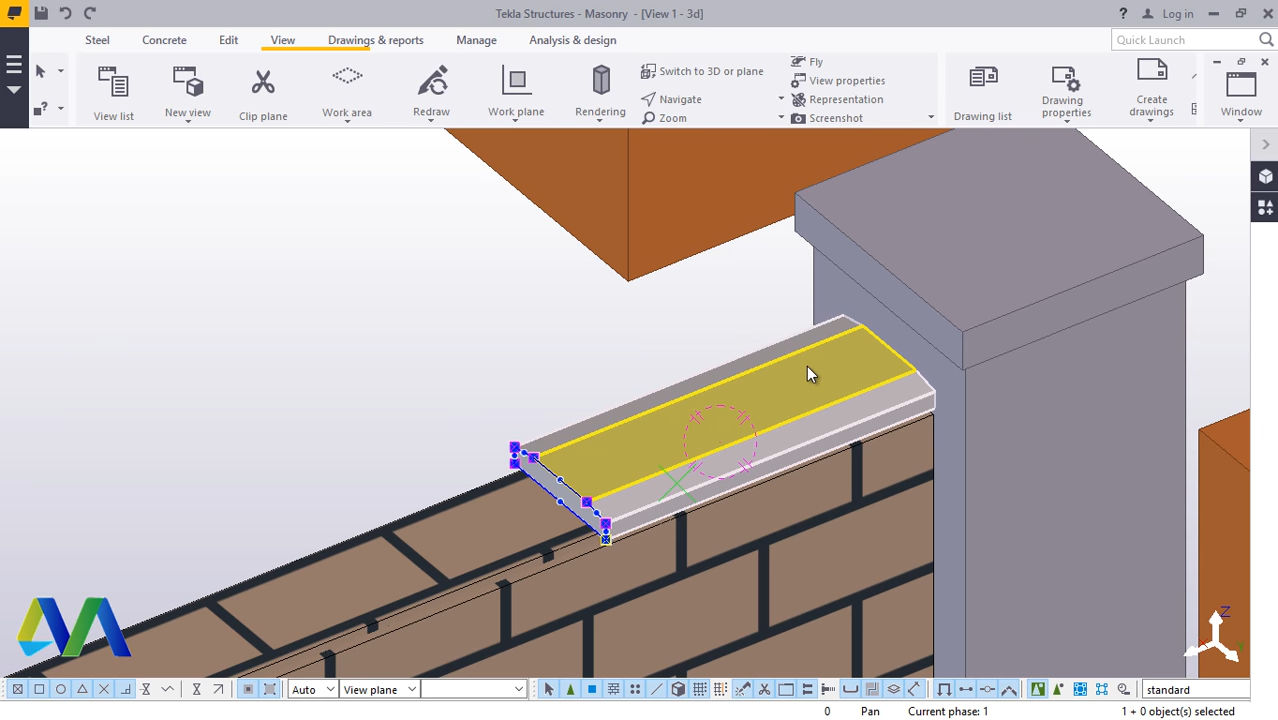 Tekla Structures - Masonry - [View 1 - 3d]
? Log in
Steel Concrete Edit View Drawings & reports Manage Analysis & design
Quick Launch
View list
New view
Clip plane
Work area
Redraw
Work plane
Rendering
Switch to 3D or plane
Navigate
Zoom
Fly
View properties
Representation
Screenshot
Drawing list
Drawing
properties
Create
drawings
Window
Z
Auto
View plane
standard
0 Pan Current phase: 1 1 + 0 object(s) selected